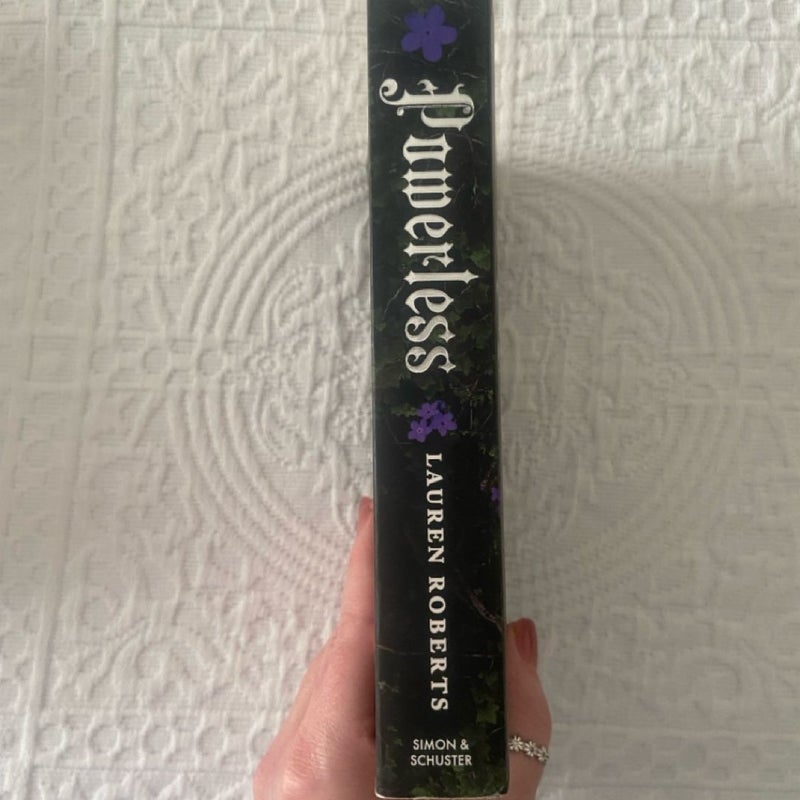 Powerless
LAUREN ROBERTS
SIMON &
SCHUSTER